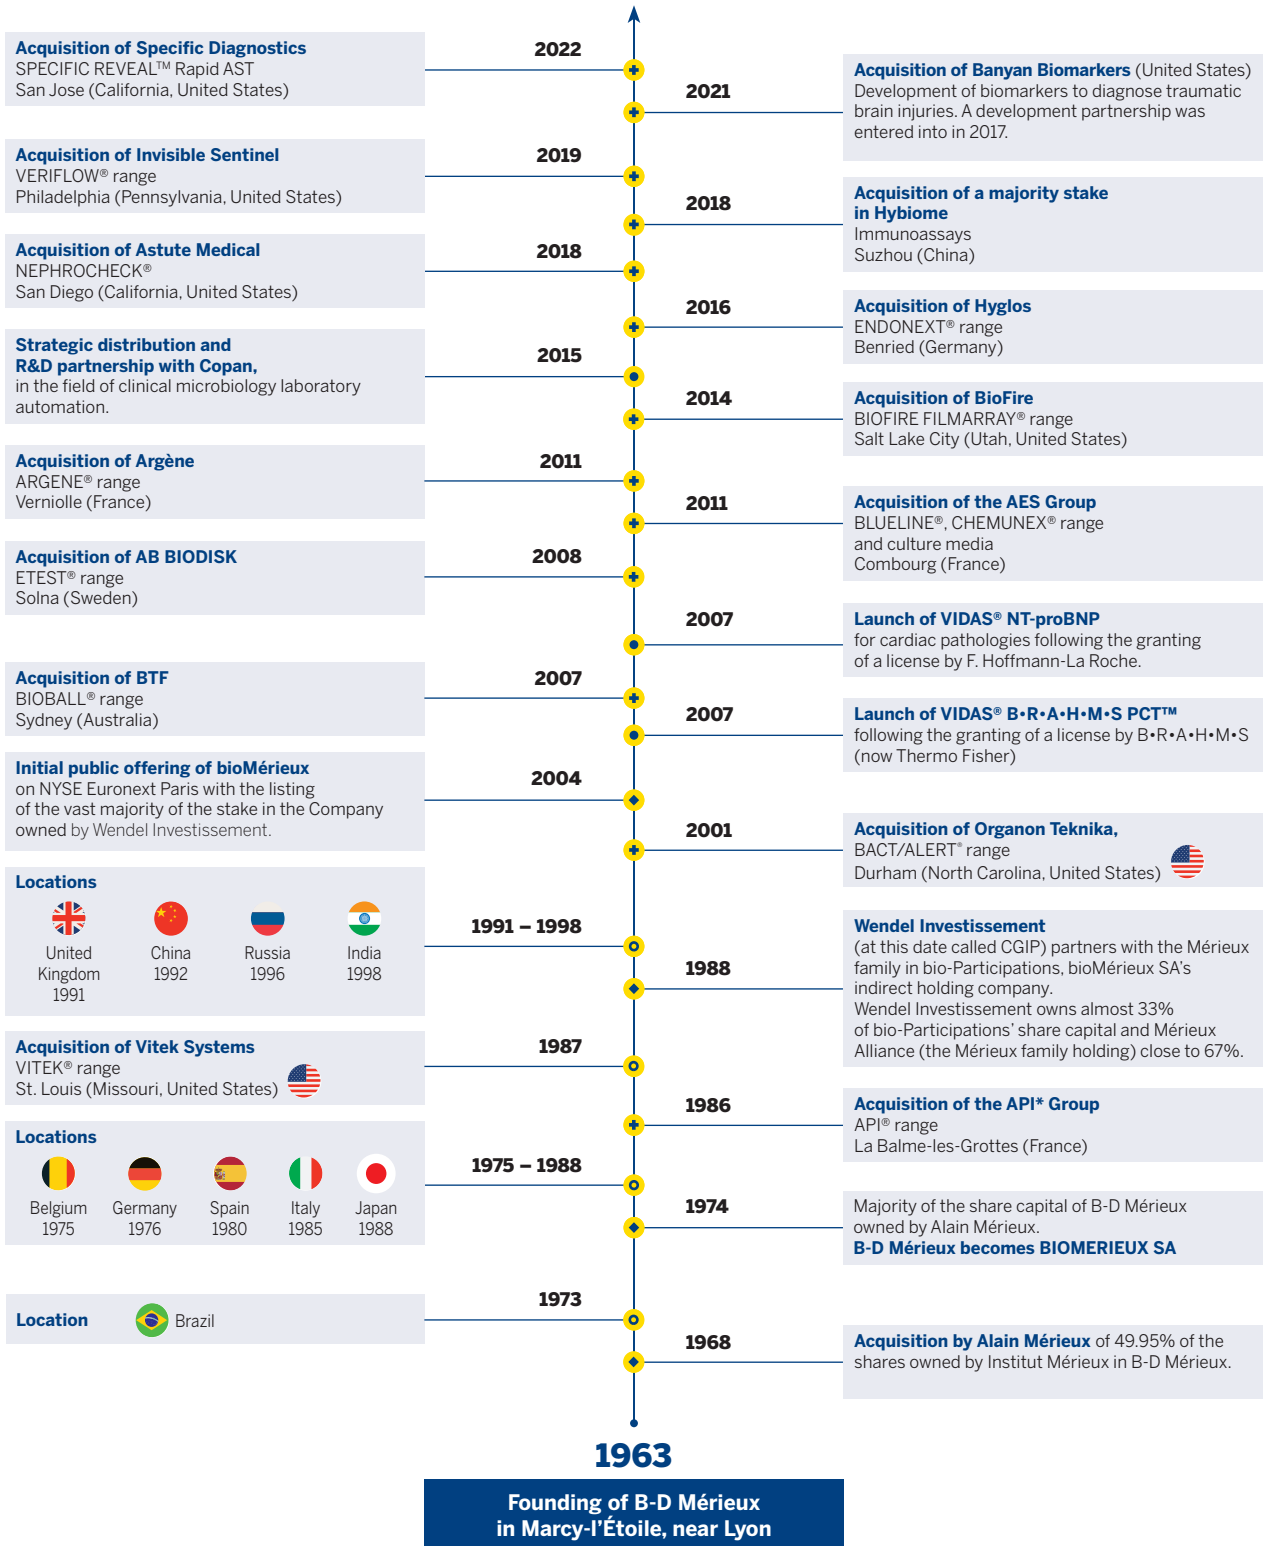 2022
Acquisition of Specific Diagnostics
SPECIFIC REVEAL™ Rapid AST
San Jose (California, United States)
2021
Acquisition of Banyan Biomarkers (United States)
Development of biomarkers to diagnose traumatic
brain injuries. A development partnership was
entered into in 2017.
2019
Acquisition of Invisible Sentinel
VERIFLOW® range
Philadelphia (Pennsylvania, United States)
2018
Acquisition of a majority stake
in Hybiome
Immunoassays
Suzhou (China)
2018
Acquisition of Astute Medical
NEPHROCHECK®
San Diego (California, United States)
2016
Acquisition of Hyglos
ENDONEXT® range
Benried (Germany)
2015
Strategic distribution and
R&D partnership with Copan,
in the field of clinical microbiology laboratory
automation.
2014
Acquisition of BioFire
BIOFIRE FILMARRAY® range
Salt Lake City (Utah, United States)
2011
Acquisition of Argène
ARGENE® range
Verniolle (France)
2011
Acquisition of the AES Group
BLUELINE®, CHEMUNEX® range
and culture media
Combourg (France)
2008
Acquisition of AB BIODISK
ETEST® range
Solna (Sweden)
2007
Launch of VIDAS® NT-proBNP
for cardiac pathologies following the granting
of a license by F. Hoffmann-La Roche.
2007
Acquisition of BTF
BIOBALL® range
Sydney (Australia)
2007
Launch of VIDAS® B•R•A•H•M•S PCT™
following the granting of a license by B•R•A•H•M•S
(now Thermo Fisher)
2004
Initial public offering of bioMérieux
on NYSE Euronext Paris with the listing
of the vast majority of the stake in the Company
owned by Wendel Investissement.
2001
Acquisition of Organon Teknika,
BACT/ALERT® range
Durham (North Carolina, United States)
1991 – 1998
Locations
United Kingdom 1991
China 1992
Russia 1996
India 1998
1988
Wendel Investissement
(at this date called CGIP) partners with the Mérieux
family in bio-Participations, bioMérieux SA's
indirect holding company.
Wendel Investissement owns almost 33%
of bio-Participations' share capital and Mérieux
Alliance (the Mérieux family holding) close to 67%.
1987
Acquisition of Vitek Systems
VITEK® range
St. Louis (Missouri, United States)
1986
Acquisition of the API* Group
API® range
La Balme-les-Grottes (France)
1975 – 1988
Locations
Belgium 1975
Germany 1976
Spain 1980
Italy 1985
Japan 1988
1974
Majority of the share capital of B-D Mérieux
owned by Alain Mérieux.
B-D Mérieux becomes BIOMERIEUX SA
1973
Location Brazil
1968
Acquisition by Alain Mérieux of 49.95% of the
shares owned by Institut Mérieux in B-D Mérieux.
1963
Founding of B-D Mérieux
in Marcy-l'Étoile, near Lyon